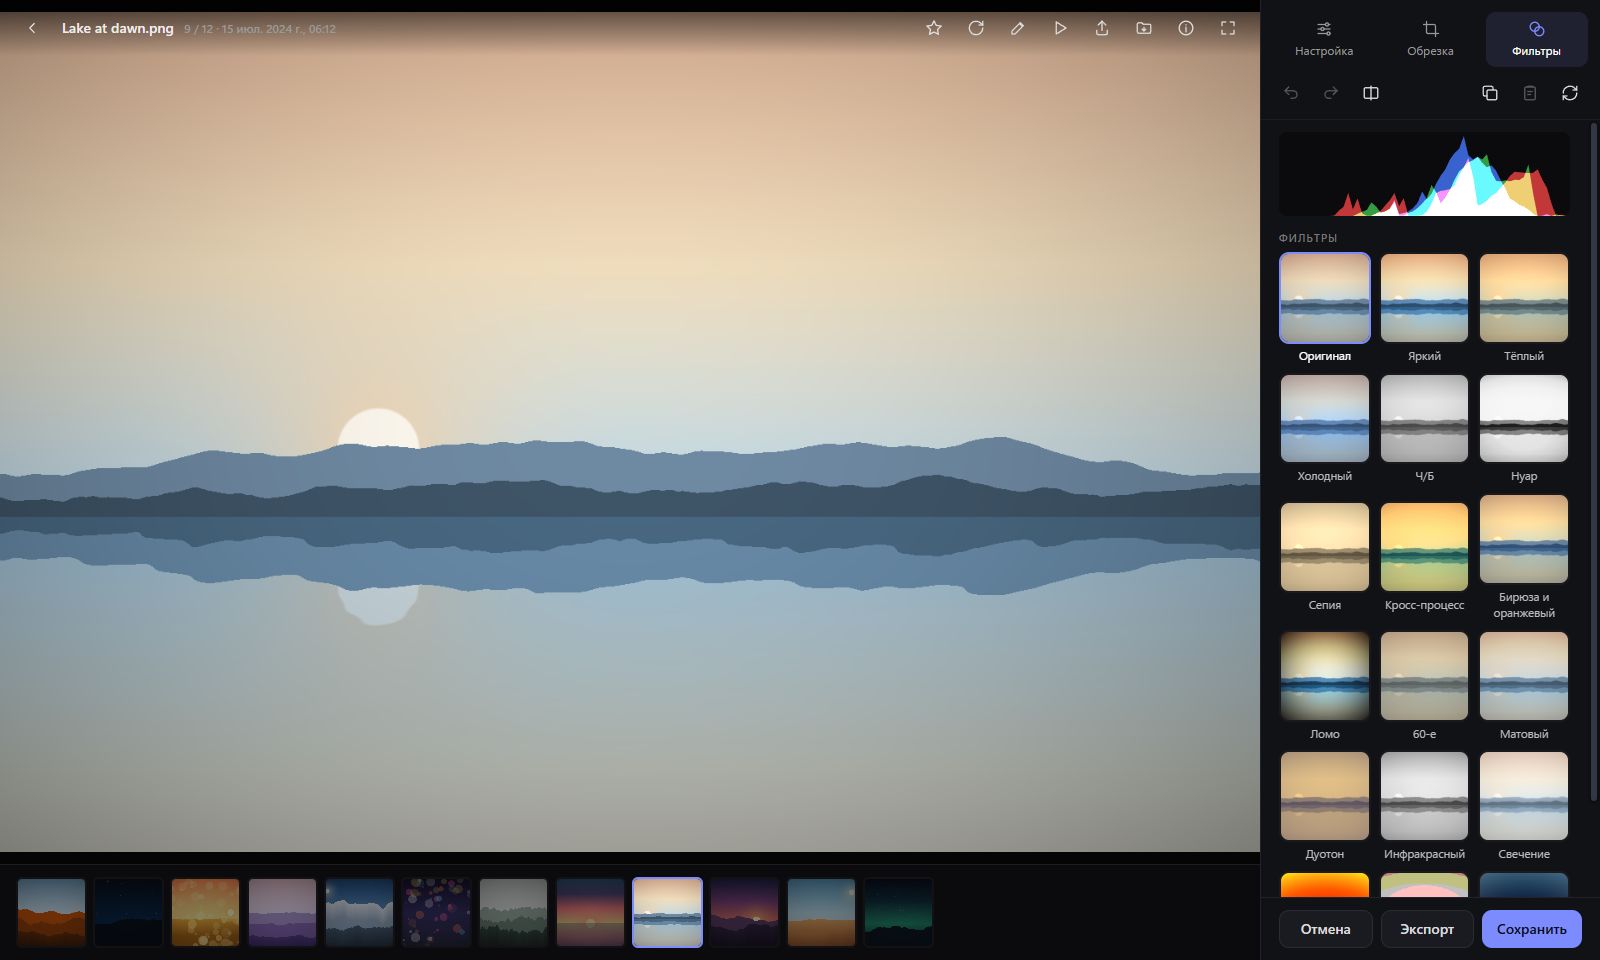 Lake at dawn.png 9 / 12 · 15 июл. 2024 г., 06:12
Настройка Обрезка Фильтры
ФИЛЬТРЫ
Оригинал Яркий Тёплый
Холодный Ч/Б Нуар
Сепия Кросс-процесс Бирюза и
оранжевый
Ломо 60-е Матовый
Дуотон Инфракрасный Свечение
Отмена Экспорт Сохранить